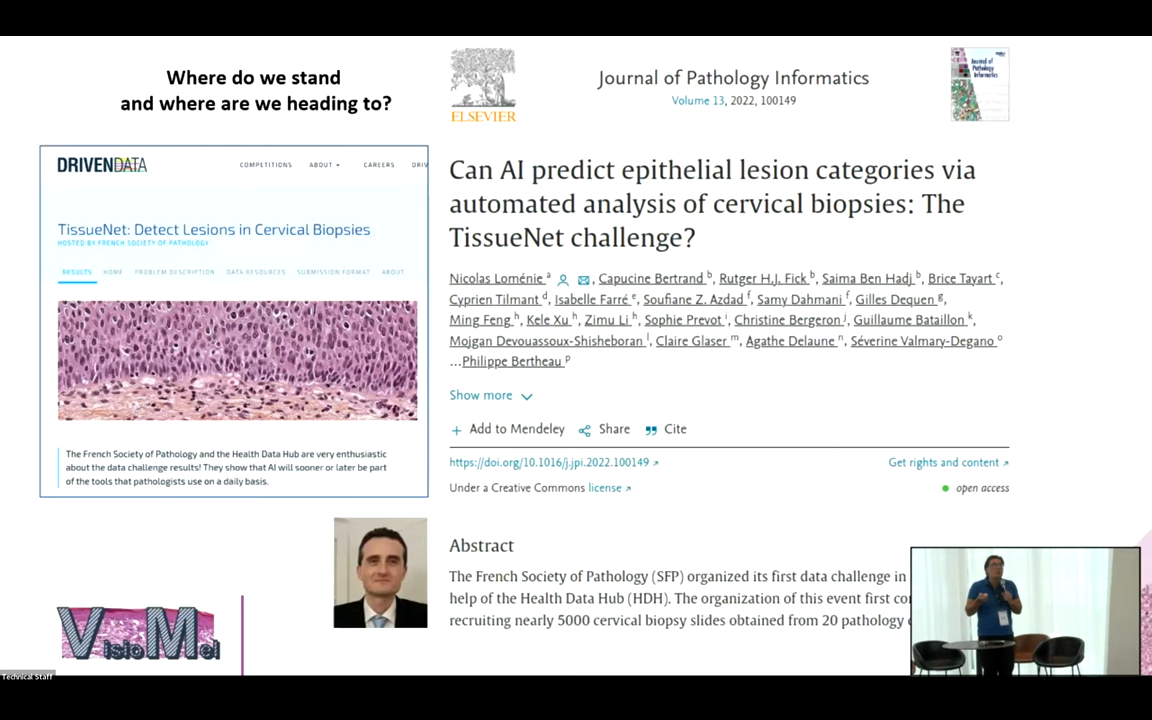 Where do we stand
and where are we heading to?
DRIVENDATA
COMPETITIONS ABOUT CAREERS DRIV
TissueNet: Detect Lesions in Cervical Biopsies
HOSTED BY FRENCH SOCIETY OF PATHOLOGY
RESULTS HOME PROBLEM DESCRIPTION DATA RESOURCES SUBMISSION FORMAT ABOUT
The French Society of Pathology and the Health Data Hub are very enthusiastic
about the data challenge results! They show that AI will sooner or later be part
of the tools that pathologists use on a daily basis.
VisioMel
Technical Staff
ELSEVIER
Journal of Pathology Informatics
Volume 13, 2022, 100149
Journal of
Pathology
Informatics
Can AI predict epithelial lesion categories via
automated analysis of cervical biopsies: The
TissueNet challenge?
Nicolas Loménie a, Capucine Bertrand b, Rutger H.J. Fick b, Saima Ben Hadj b, Brice Tayart c,
Cyprien Tilmant d, Isabelle Farré e, Soufiane Z. Azdad f, Samy Dahmani f, Gilles Dequen g,
Ming Feng h, Kele Xu h, Zimu Li h, Sophie Prevot i, Christine Bergeron j, Guillaume Bataillon k,
Mojgan Devouassoux-Shisheboran l, Claire Glaser m, Agathe Delaune n, Séverine Valmary-Degano o
…Philippe Bertheau p
Show more
Add to Mendeley Share Cite
https://doi.org/10.1016/j.jpi.2022.100149 Get rights and content
Under a Creative Commons license open access
Abstract
The French Society of Pathology (SFP) organized its first data challenge in
help of the Health Data Hub (HDH). The organization of this event first co
recruiting nearly 5000 cervical biopsy slides obtained from 20 pathology